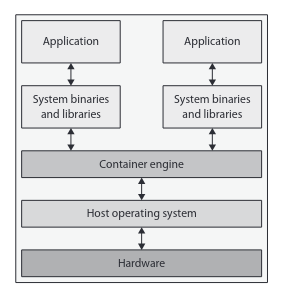 Application
Application
System binaries
and libraries
System binaries
and libraries
Container engine
Host operating system
Hardware